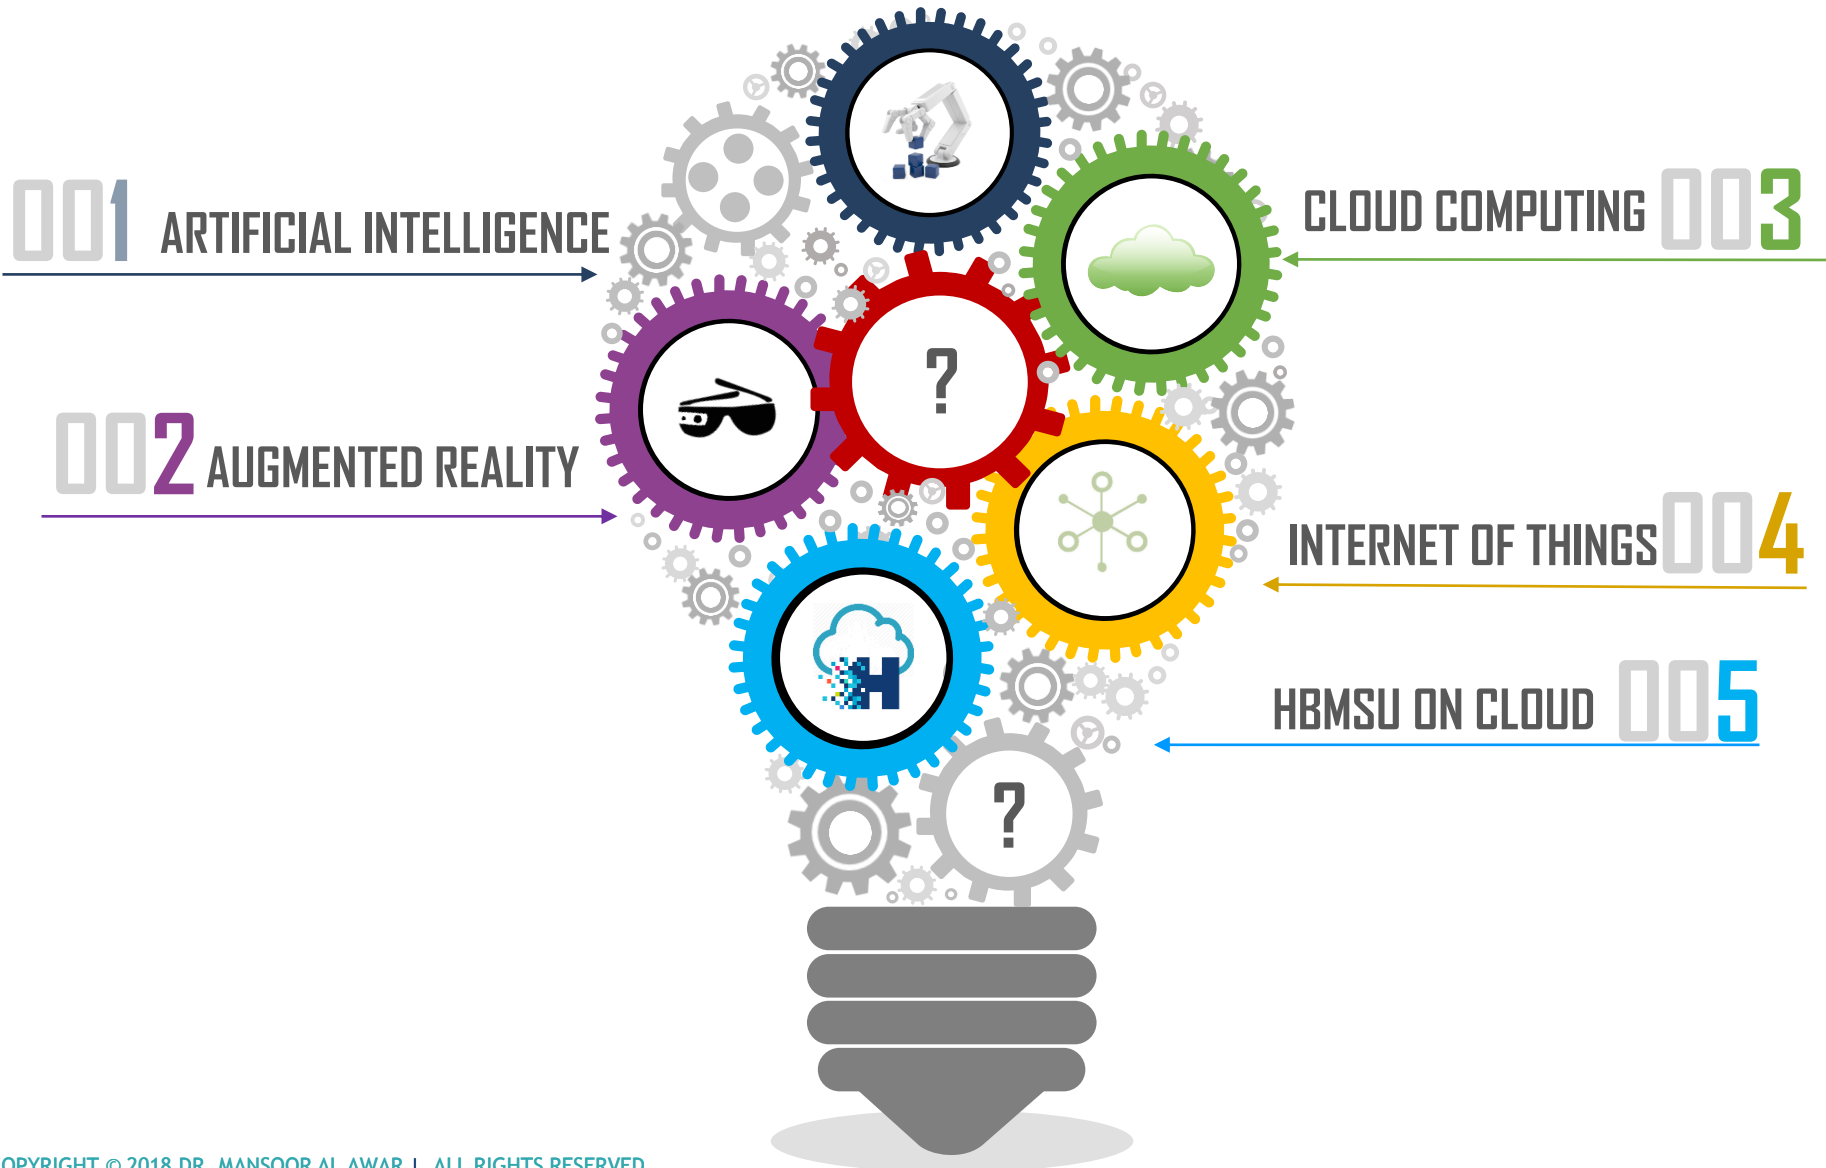 001 ARTIFICIAL INTELLIGENCE
002 AUGMENTED REALITY
CLOUD COMPUTING 003
INTERNET OF THINGS 004
HBMSU ON CLOUD 005
?
H
?
OPYRIGHT © 2018 DR. MANSOOR AL AWAR | ALL RIGHTS RESERVED